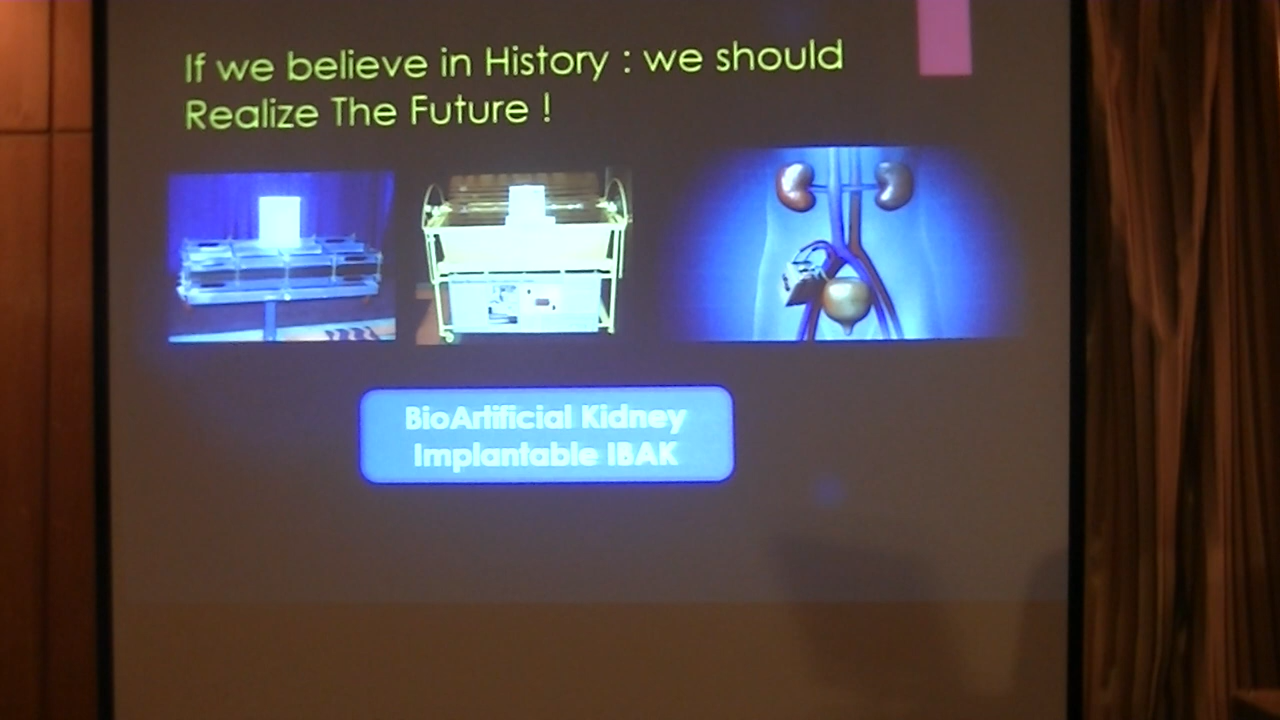 If we believe in History : we should
Realize The Future !
BioArtificial Kidney
Implantable IBAK